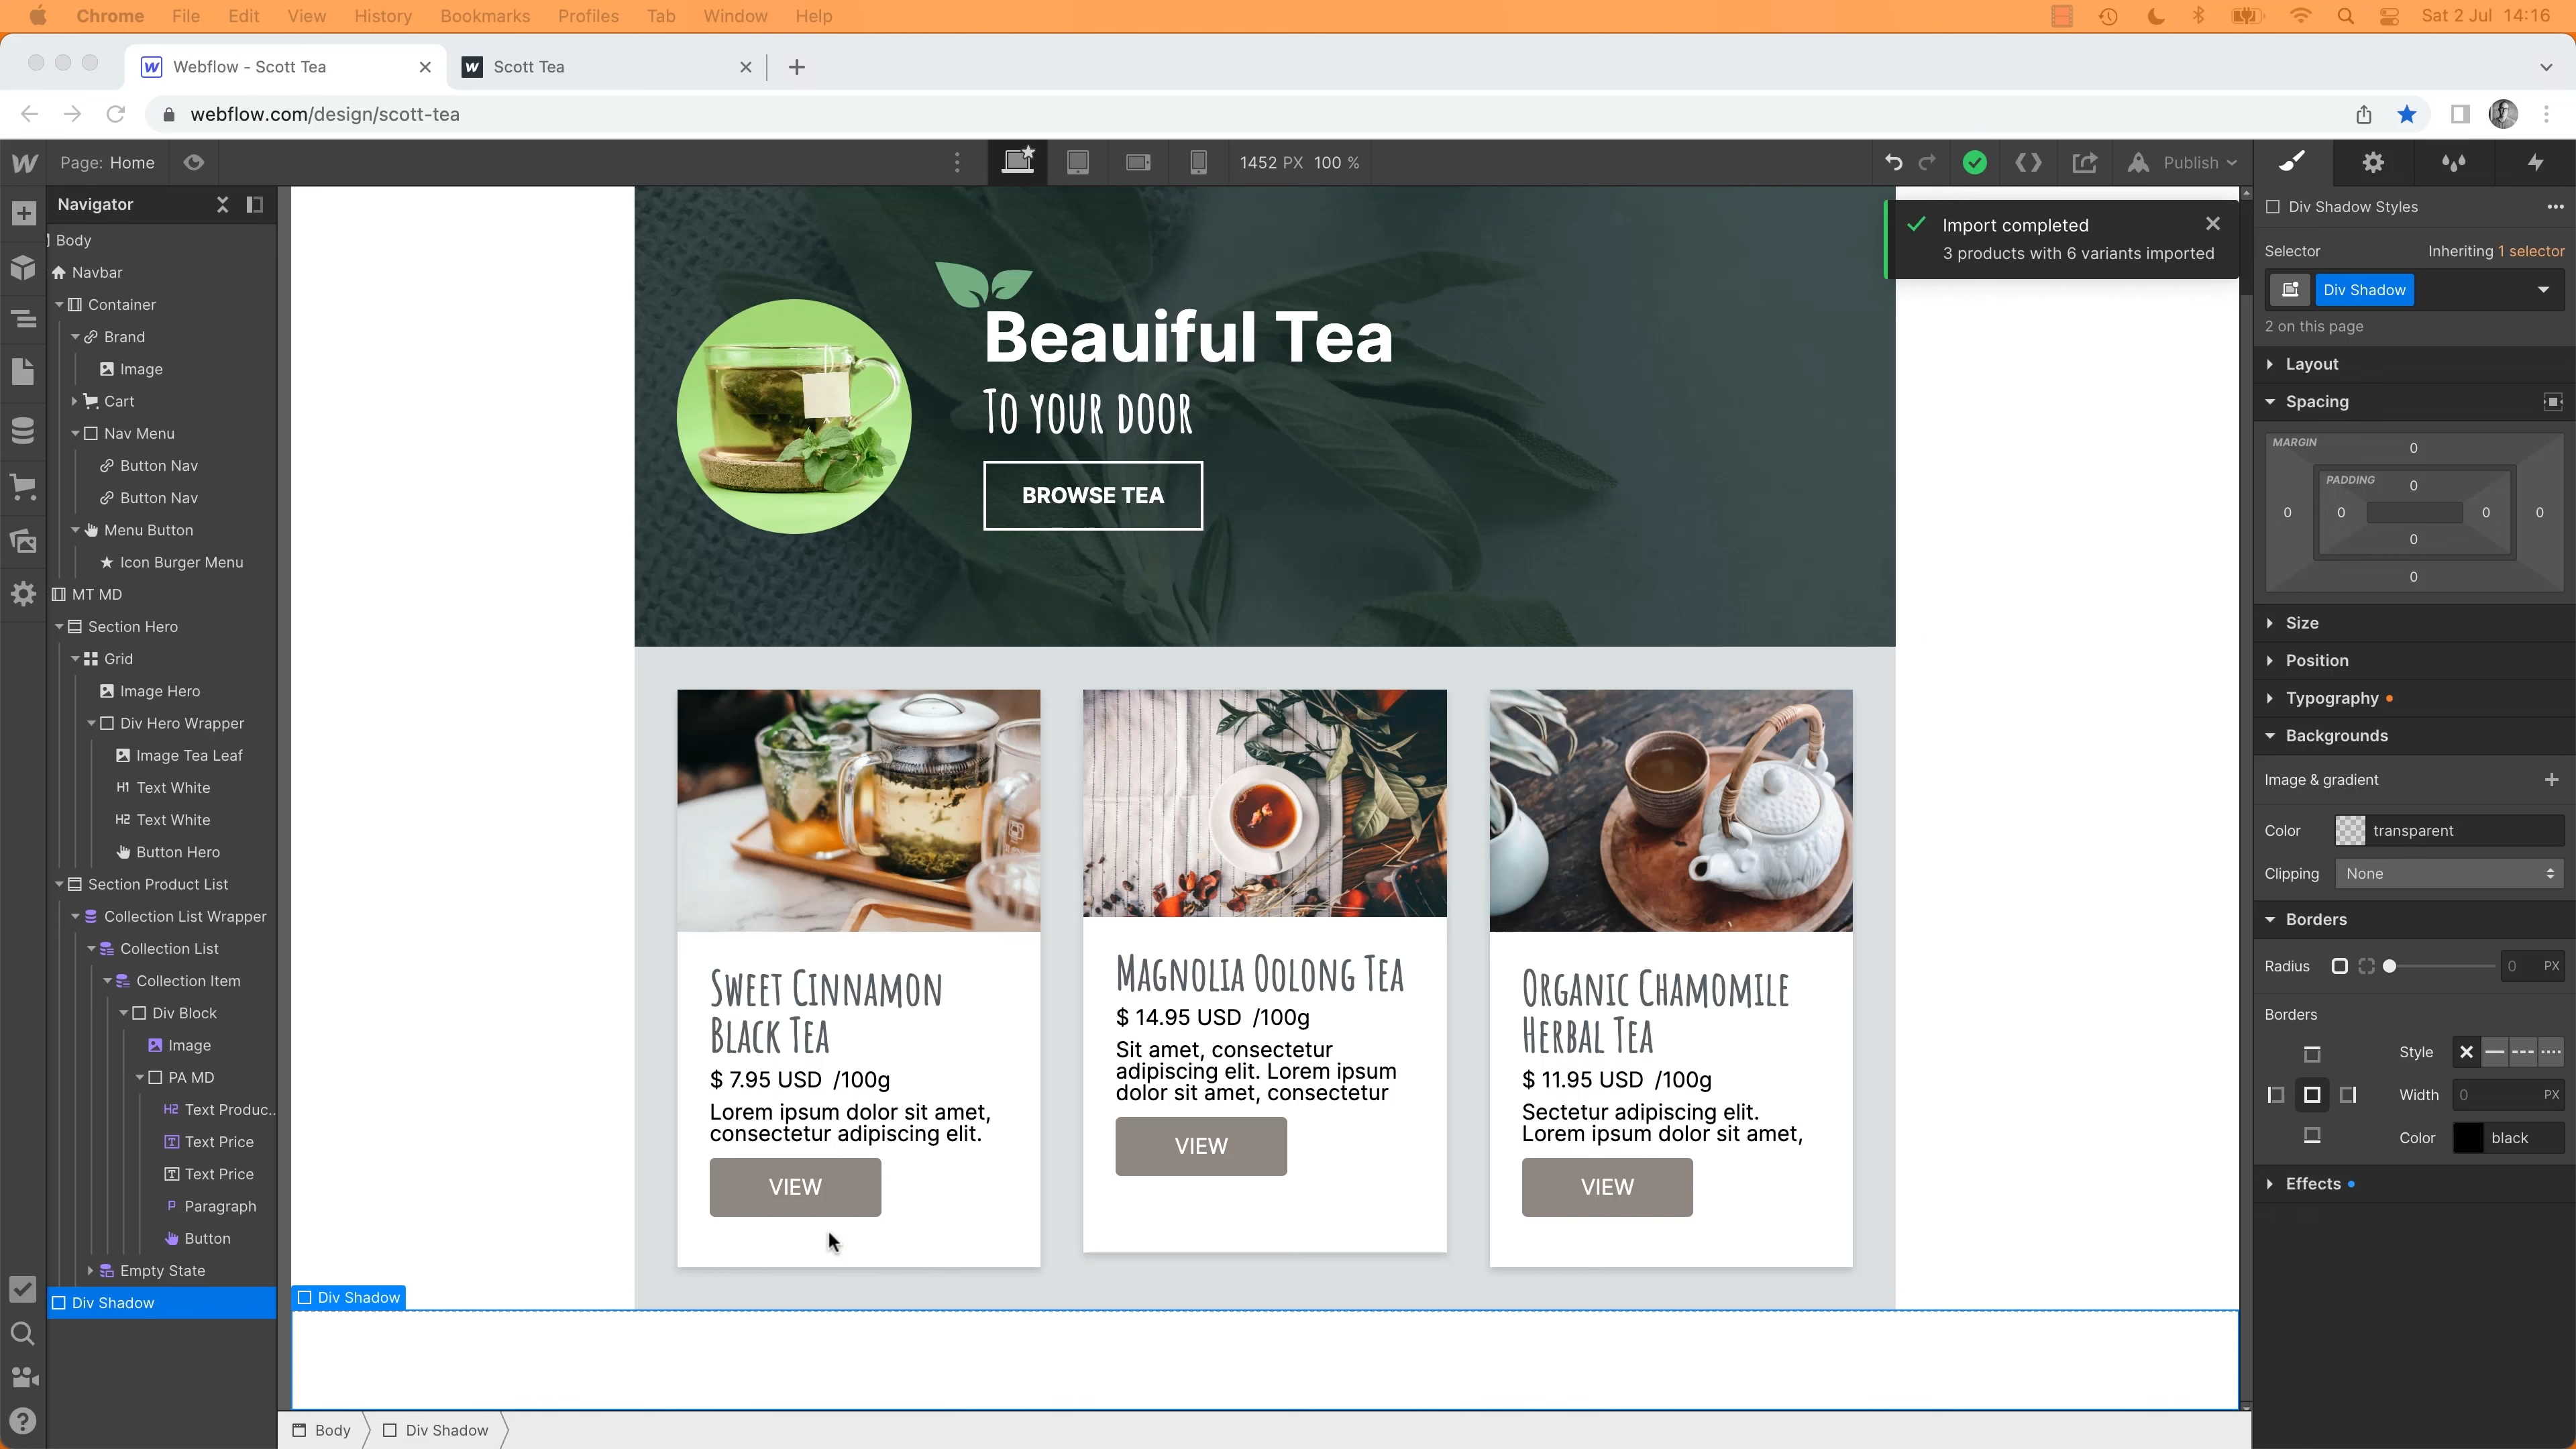 Chrome File Edit View History Bookmarks Profiles Tab Window Help Sat 2 Jul 14:16
Webflow - Scott Tea
Scott Tea
webflow.com/design/scott-tea
Page: Home
1452 PX 100 %
Publish
Navigator
Body
Navbar
Container
Brand
Image
Cart
Nav Menu
Button Nav
Button Nav
Menu Button
Icon Burger Menu
MT MD
Section Hero
Grid
Image Hero
Div Hero Wrapper
Image Tea Leaf
H1 Text White
H2 Text White
Button Hero
Section Product List
Collection List Wrapper
Collection List
Collection Item
Div Block
Image
PA MD
H2 Text Produc...
Text Price
Text Price
P Paragraph
Button
Empty State
Div Shadow
Beauiful Tea
To your door
BROWSE TEA
Import completed
3 products with 6 variants imported
Sweet Cinnamon
Black Tea
$ 7.95 USD /100g
Lorem ipsum dolor sit amet,
consectetur adipiscing elit.
VIEW
Magnolia Oolong Tea
$ 14.95 USD /100g
Sit amet, consectetur
adipiscing elit. Lorem ipsum
dolor sit amet, consectetur
VIEW
Organic Chamomile
Herbal Tea
$ 11.95 USD /100g
Sectetur adipiscing elit.
Lorem ipsum dolor sit amet,
VIEW
Div Shadow
Body Div Shadow
Div Shadow Styles
Selector Inheriting 1 selector
Div Shadow
2 on this page
Layout
Spacing
MARGIN
0
PADDING
0
0 0 0 0
0
0
Size
Position
Typography
Backgrounds
Image & gradient
Color transparent
Clipping None
Borders
Radius 0 PX
Borders
Style
Width 0 PX
Color black
Effects